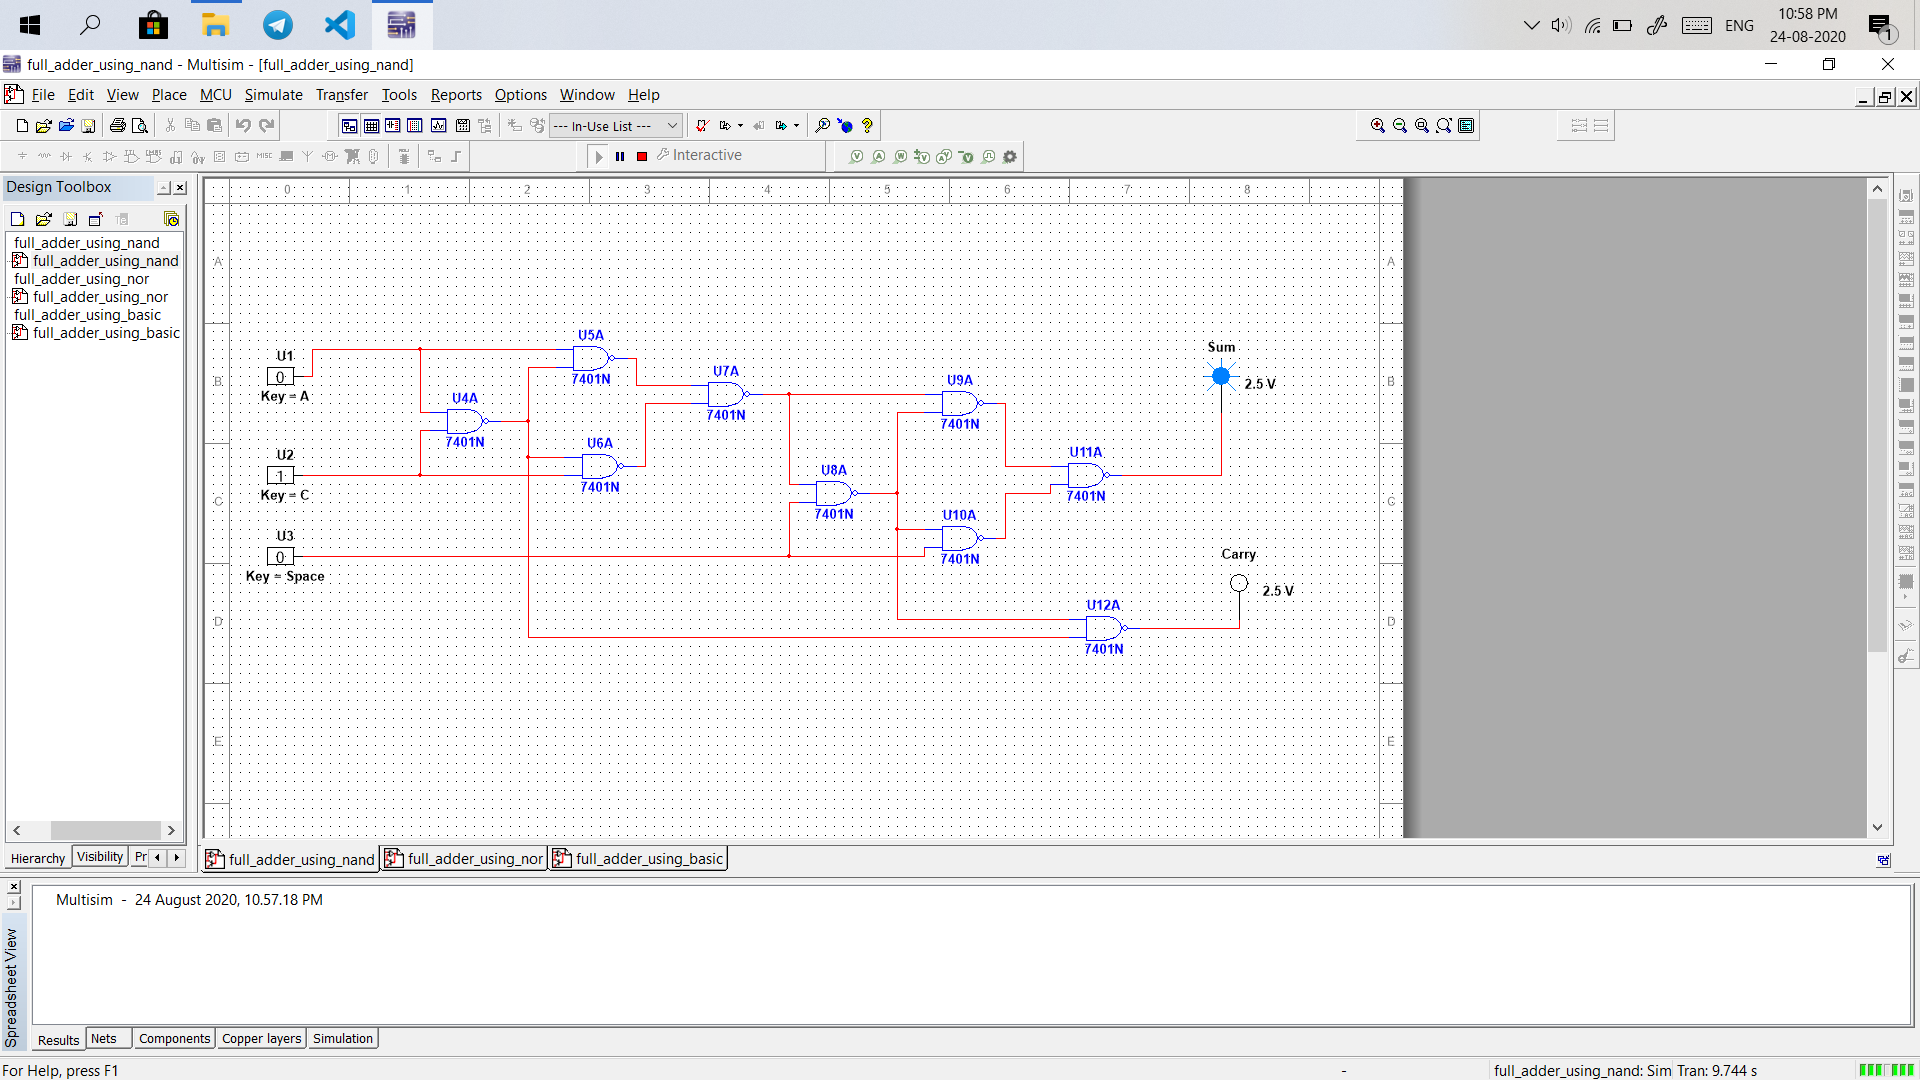 ENG
10:58 PM
24-08-2020
1
full_adder_using_nand - Multisim - [full_adder_using_nand]
File Edit View Place MCU Simulate Transfer Tools Reports Options Window Help
--- In-Use List ---
Interactive
Design Toolbox
full_adder_using_nand
full_adder_using_nand
full_adder_using_nor
full_adder_using_nor
full_adder_using_basic
full_adder_using_basic
Hierarchy Visibility Pr
0 1 2 3 4 5 6 7 8
A A
B B
C C
D D
E E
U1
0
Key = A
U2
1
Key = C
U3
0
Key = Space
U4A
7401N
U5A
7401N
U6A
7401N
U7A
7401N
U8A
7401N
U9A
7401N
U10A
7401N
U11A
7401N
U12A
7401N
Sum
2.5 V
Carry
2.5 V
full_adder_using_nand full_adder_using_nor full_adder_using_basic
Multisim - 24 August 2020, 10.57.18 PM
Spreadsheet View
Results Nets Components Copper layers Simulation
For Help, press F1
-
full_adder_using_nand: Sim Tran: 9.744 s